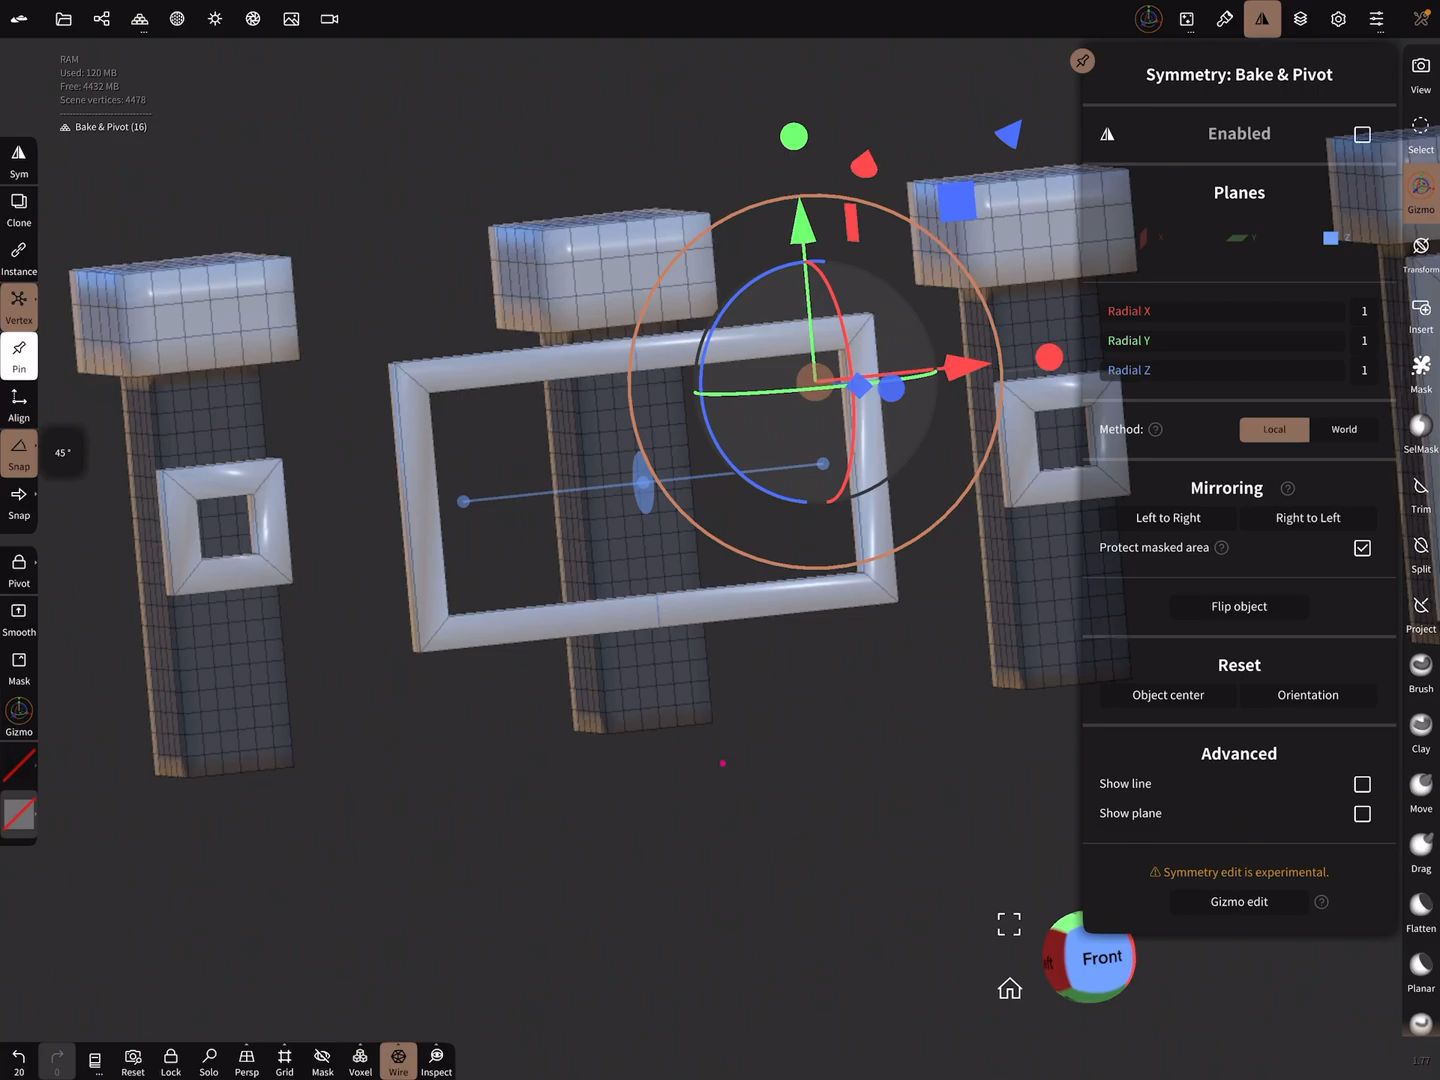 RAM
Used: 120 MB
Free: 4432 MB
Scene vertices: 4478
Bake & Pivot (16)
Sym
Clone
Instance
Vertex
Pin
Align
Snap
45°
Snap
Pivot
Smooth
Mask
Gizmo
20
0
...
Reset
Lock
Solo
Persp
Grid
Mask
Voxel
Wire
Inspect
Front
ft
Symmetry: Bake & Pivot
Enabled
Planes
X
Y
Z
Radial X 1
Radial Y 1
Radial Z 1
Method: ? Local World
Mirroring ?
Left to Right Right to Left
Protect masked area ?
Flip object
Reset
Object center Orientation
Advanced
Show line
Show plane
⚠ Symmetry edit is experimental.
Gizmo edit ?
View
Select
Gizmo
Transform
Insert
Mask
SelMask
Trim
Split
Project
Brush
Clay
Move
Drag
Flatten
Planar
1.77